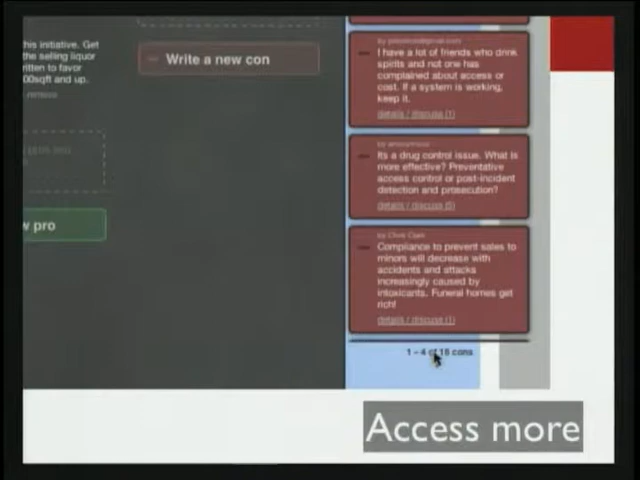 his initiative. Get
the selling liquor
itten to favor
00sqft and up.
Write a new con
w pro
I have a lot of friends who drink
spirits and not one has
complained about access or
cost. If a system is working,
keep it.
details / discuss (1)
by anonymous
Its a drug control issue. What is
more effective? Preventative
access control or post-incident
detection and prosecution?
details / discuss (5)
by Chris Clark
Compliance to prevent sales to
minors will decrease with
accidents and attacks
increasingly caused by
intoxicants. Funeral homes get
rich!
details / discuss (1)
1 - 4 of 16 cons
Access more